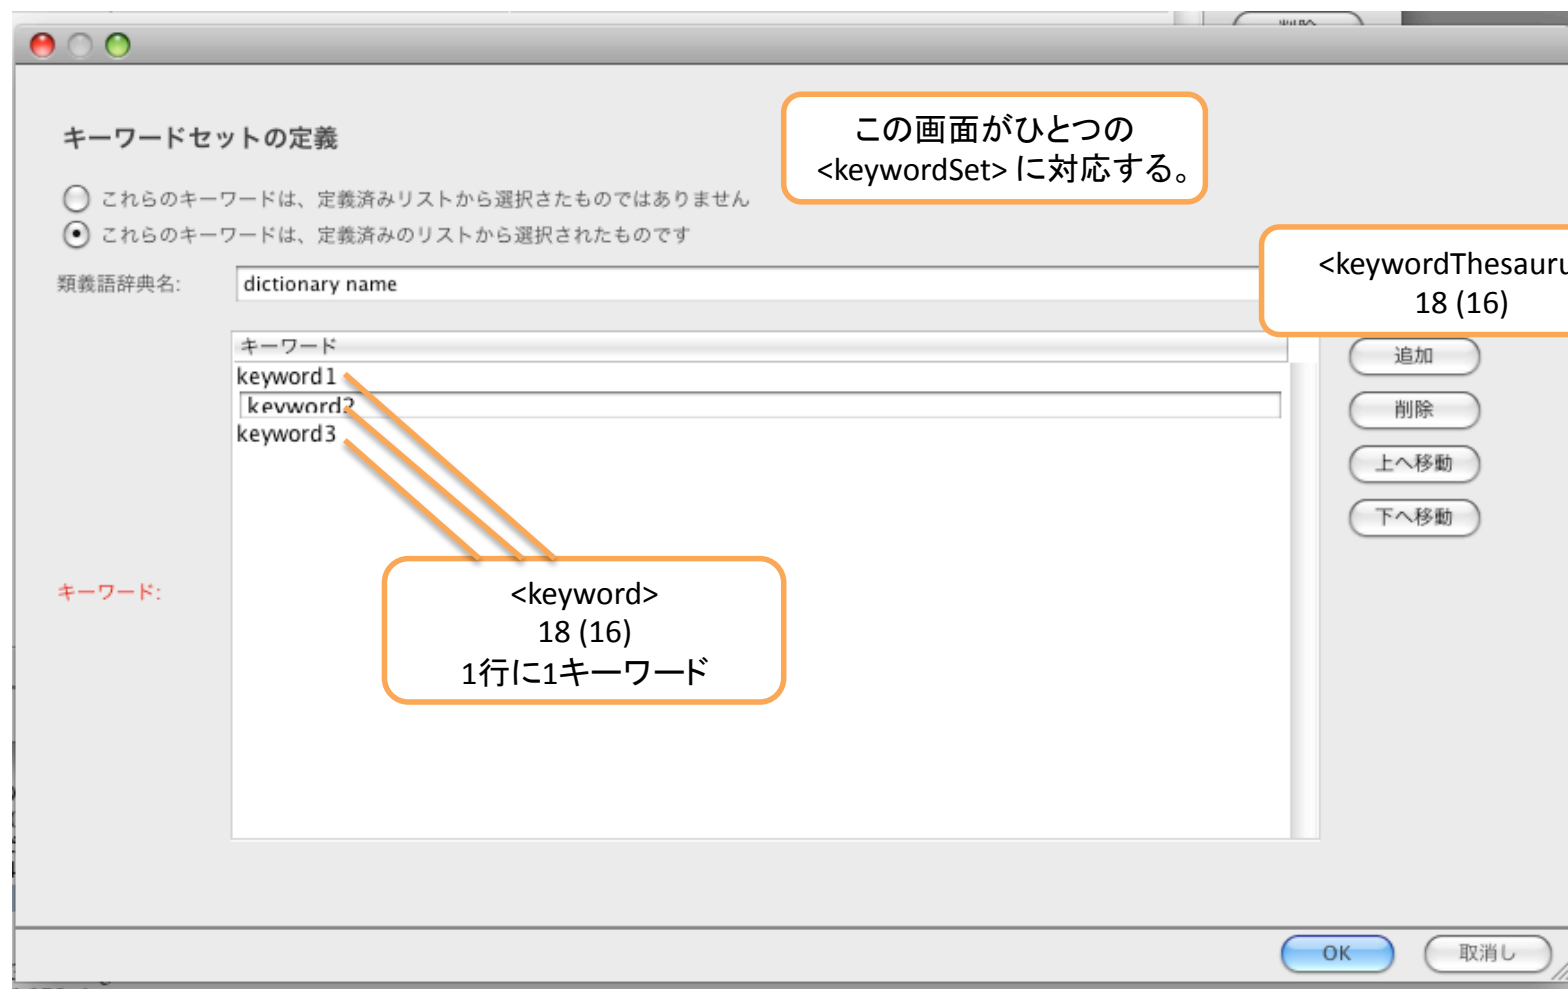 キーワードセットの定義
この画面がひとつの
<keywordSet> に対応する。
これらのキーワードは、定義済みリストから選択さたものではありません
これらのキーワードは、定義済みのリストから選択されたものです
類義語辞典名:
dictionary name
<keywordThesauru
18 (16)
キーワード
keyword1
keyword2
keyword3
追加
削除
上へ移動
下へ移動
キーワード:
<keyword>
18 (16)
1行に1キーワード
OK
取消し